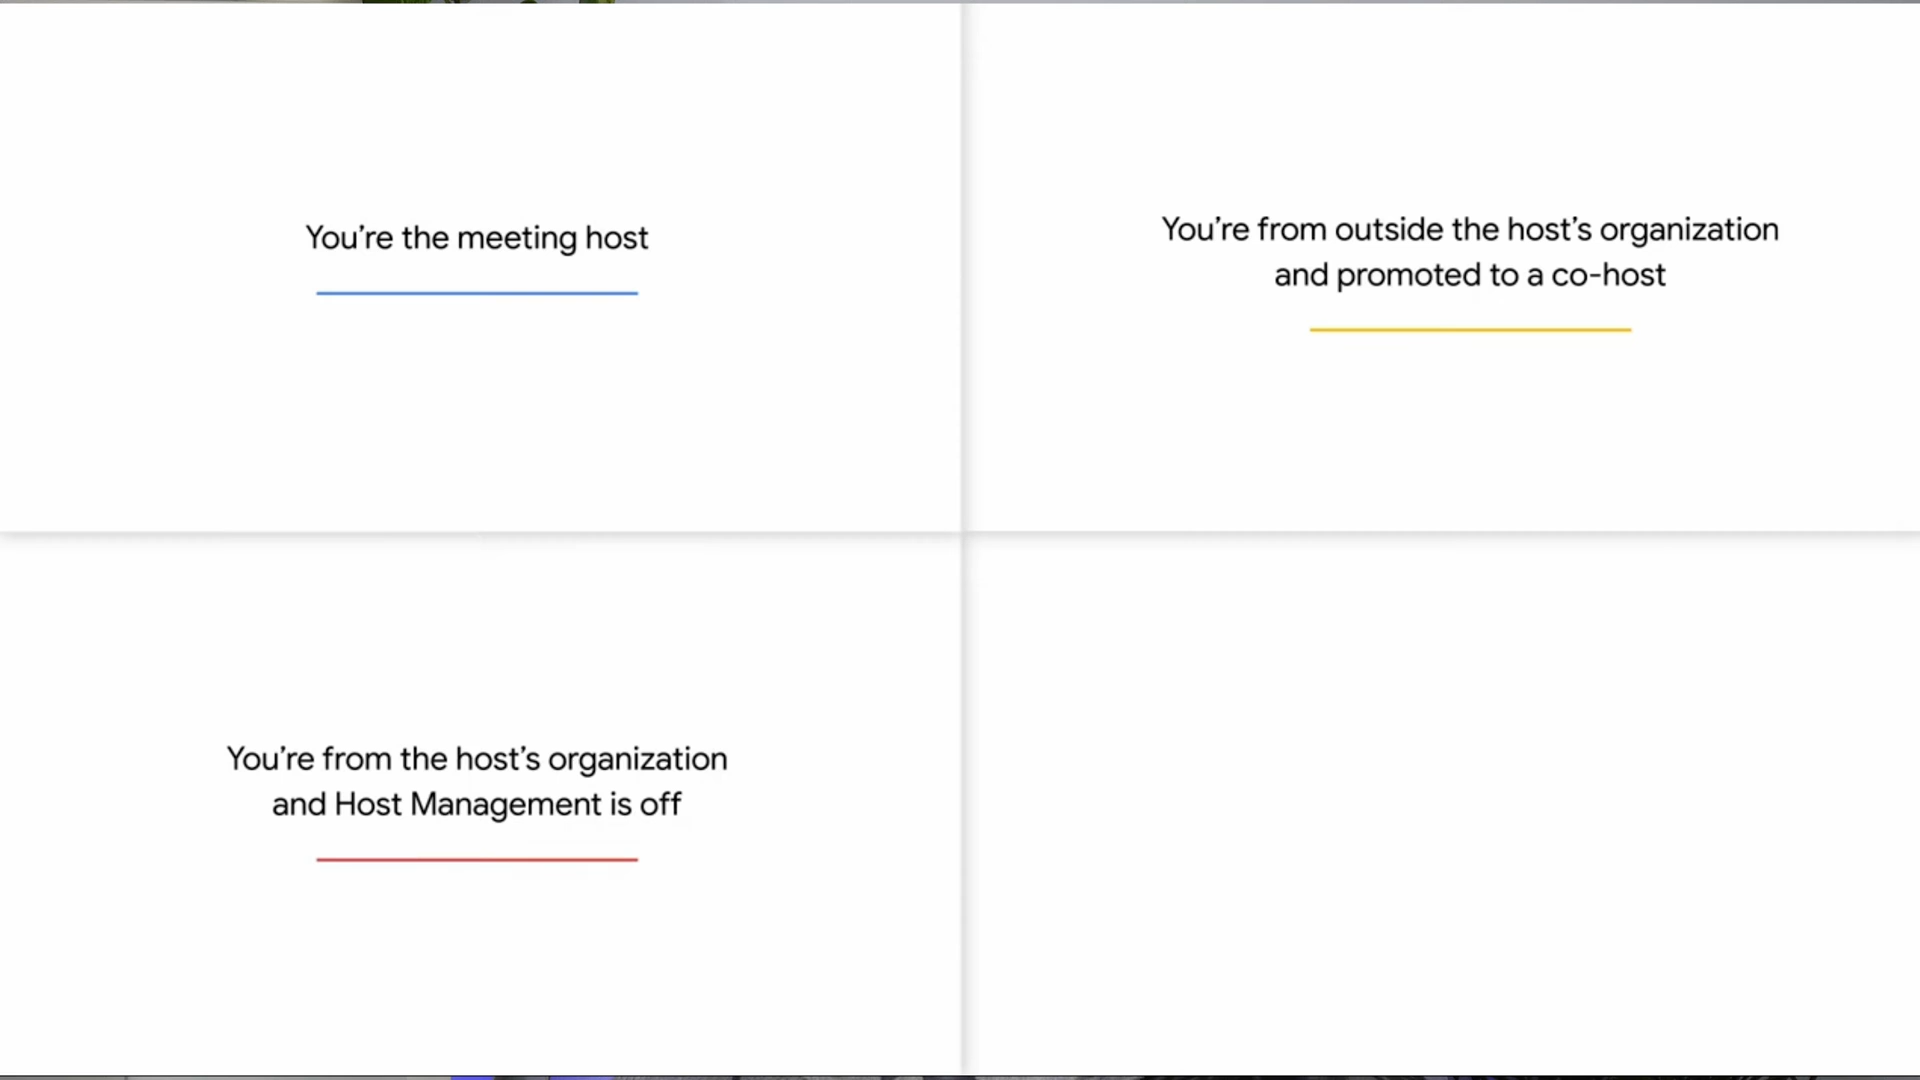 You’re the meeting host
You’re from outside the host’s organization
and promoted to a co-host
You’re from the host’s organization
and Host Management is off